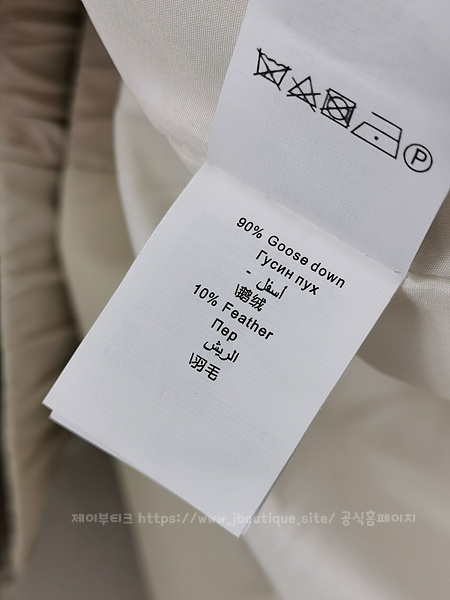 P
90% Goose down
Гусин пух
أسفل -
\鹅绒
10% Feather
Пер
الريش
\羽毛
제이부티크 https://www.jboutique.site/ 공식홈페이지